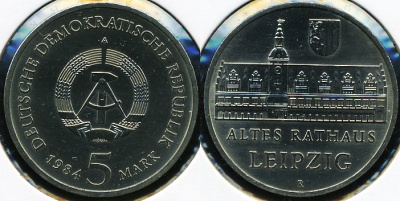 DEUTSCHE DEMOKRATISCHE REPUBLIK
A
1984 5 MARK
ALTES RATHAUS
LEIPZIG
R